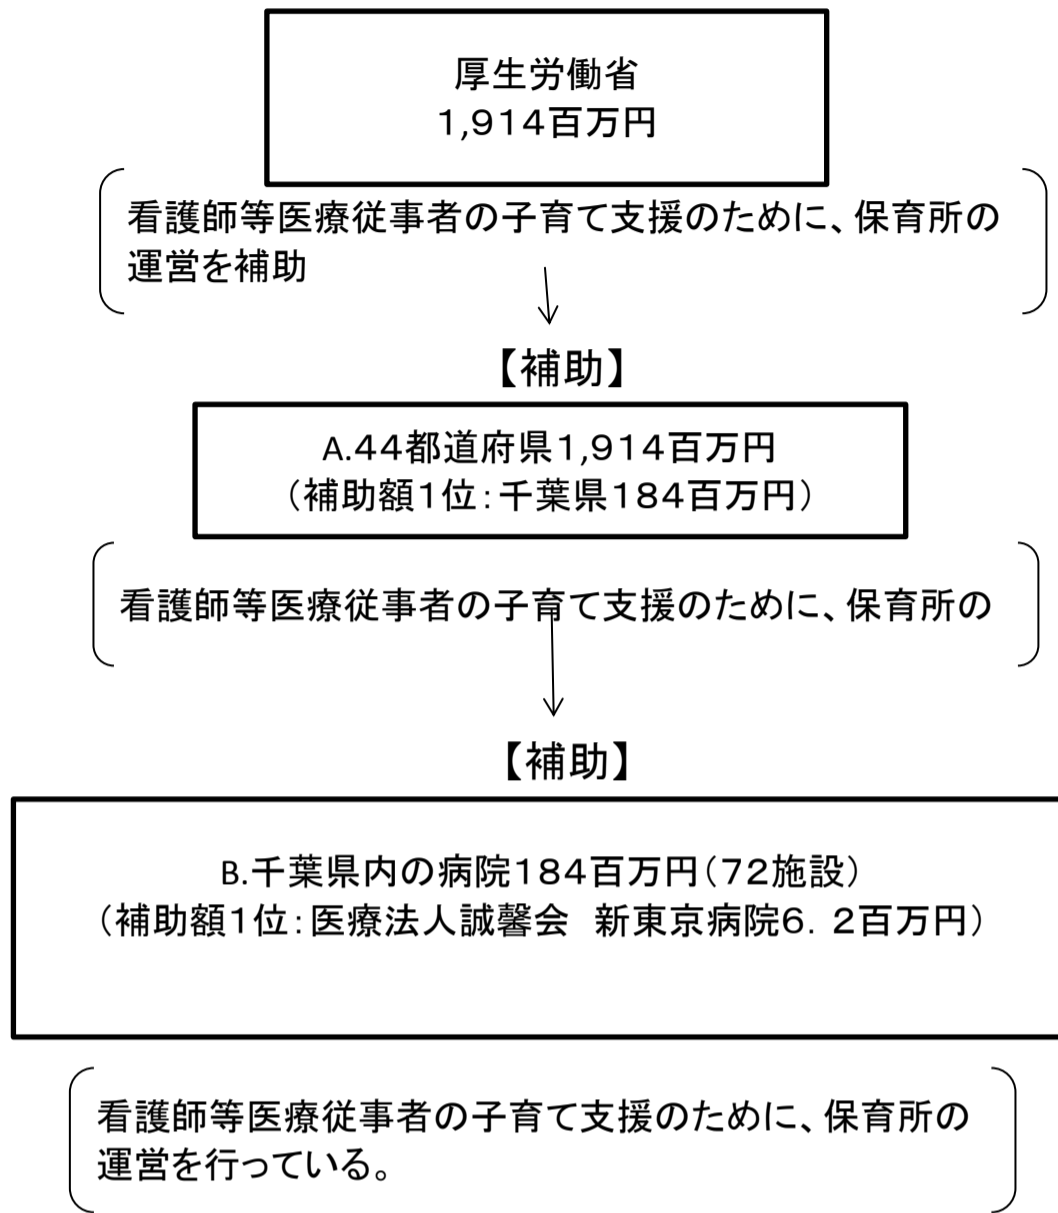 厚生労働省
1,914百万円
看護師等医療従事者の子育て支援のために、保育所の
運営を補助
【補助】
A.44都道府県1,914百万円
（補助額1位：千葉県184百万円）
看護師等医療従事者の子育て支援のために、保育所の
【補助】
B.千葉県内の病院184百万円（72施設）
（補助額1位：医療法人誠馨会　新東京病院6．2百万円）
看護師等医療従事者の子育て支援のために、保育所の
運営を行っている。